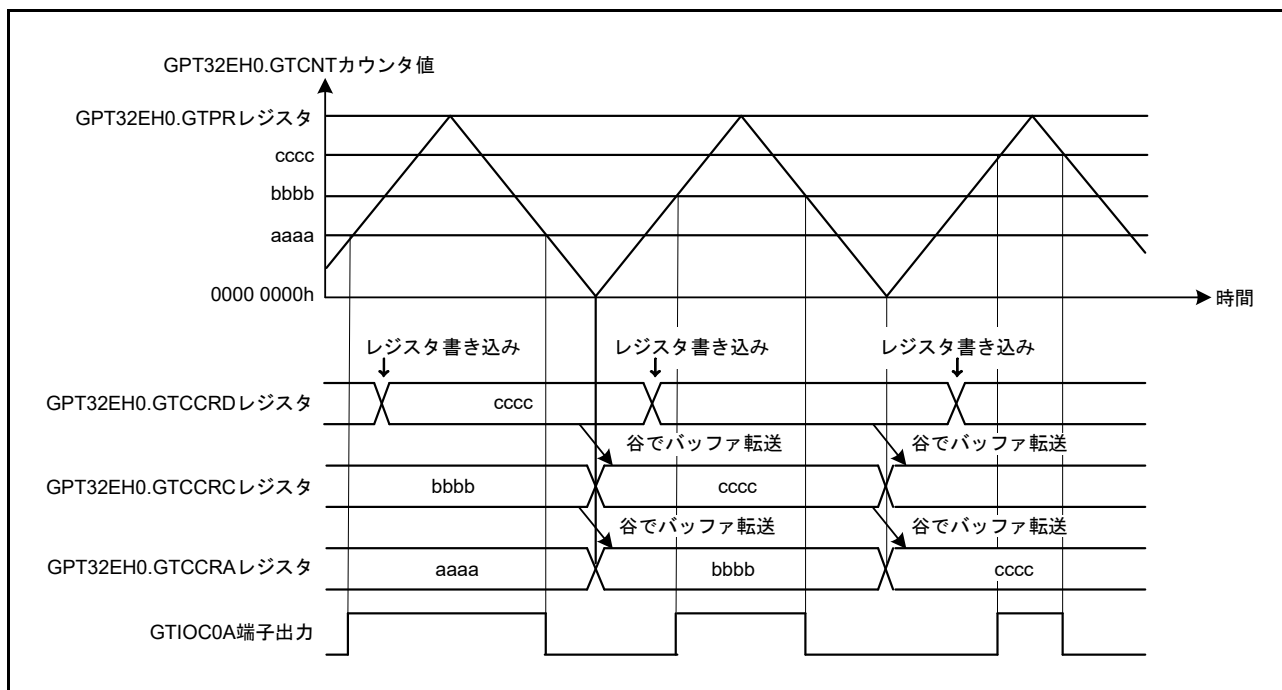 GPT32EH0.GTCNTカウンタ値
GPT32EH0.GTPRレジスタ
cccc
bbbb
aaaa
0000 0000h
時間
レジスタ書き込み
レジスタ書き込み
レジスタ書き込み
GPT32EH0.GTCCRDレジスタ
cccc
谷でバッファ転送
谷でバッファ転送
GPT32EH0.GTCCRCレジスタ
bbbb
cccc
谷でバッファ転送
谷でバッファ転送
GPT32EH0.GTCCRAレジスタ
aaaa
bbbb
cccc
GTIOC0A端子出力